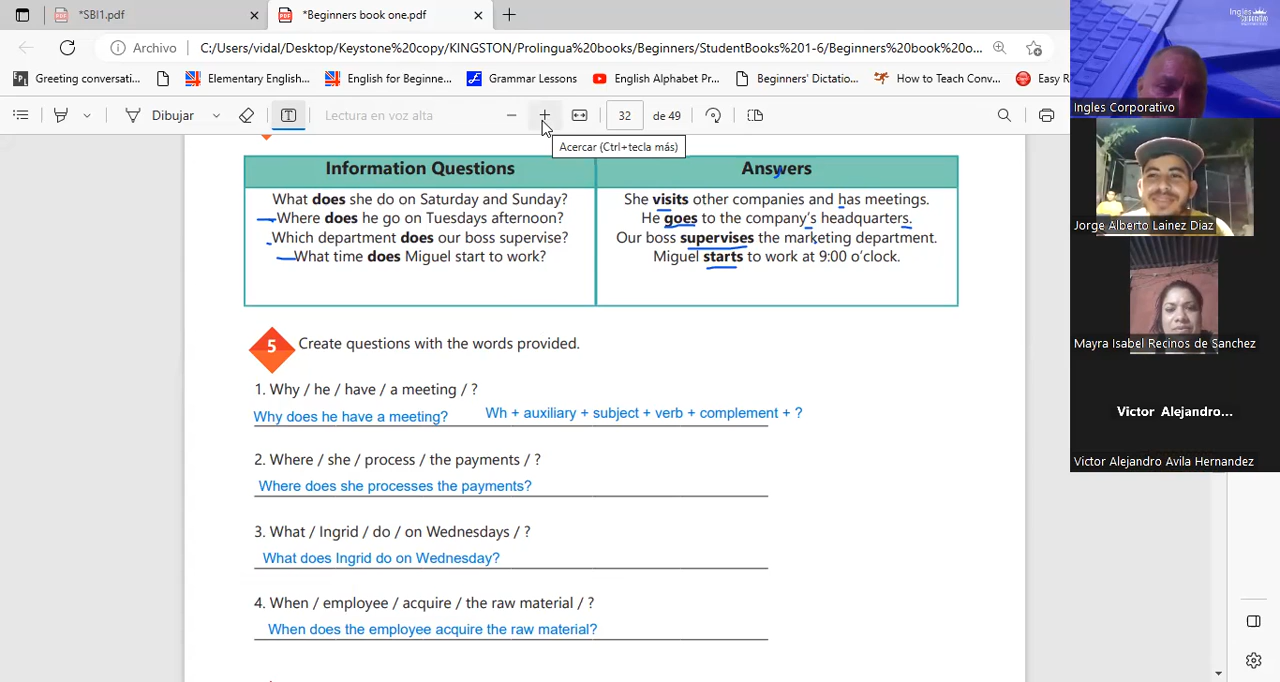 *SBI1.pdf
*Beginners book one.pdf
Archivo
C:/Users/vidal/Desktop/Keystone%20copy/KINGSTON/Prolingua%20books/Beginners/StudentBooks%201-6/Beginners%20book%20o...
Greeting conversati...
Elementary English...
English for Beginne...
Grammar Lessons
English Alphabet Pr...
Beginners' Dictatio...
How to Teach Conv...
Easy R
Dibujar
Lectura en voz alta
32 de 49
Acercar (Ctrl+tecla más)
Information Questions
What does she do on Saturday and Sunday?
Where does he go on Tuesdays afternoon?
Which department does our boss supervise?
What time does Miguel start to work?
Answers
She visits other companies and has meetings.
He goes to the company's headquarters.
Our boss supervises the marketing department.
Miguel starts to work at 9:00 o'clock.
5 Create questions with the words provided.
1. Why / he / have / a meeting / ?
Why does he have a meeting?
Wh + auxiliary + subject + verb + complement + ?
2. Where / she / process / the payments / ?
Where does she processes the payments?
3. What / Ingrid / do / on Wednesdays / ?
What does Ingrid do on Wednesday?
4. When / employee / acquire / the raw material / ?
When does the employee acquire the raw material?
Ingles Corporativo
Jorge Alberto Lainez Diaz
Mayra Isabel Recinos de Sanchez
Victor Alejandro...
Victor Alejandro Avila Hernandez